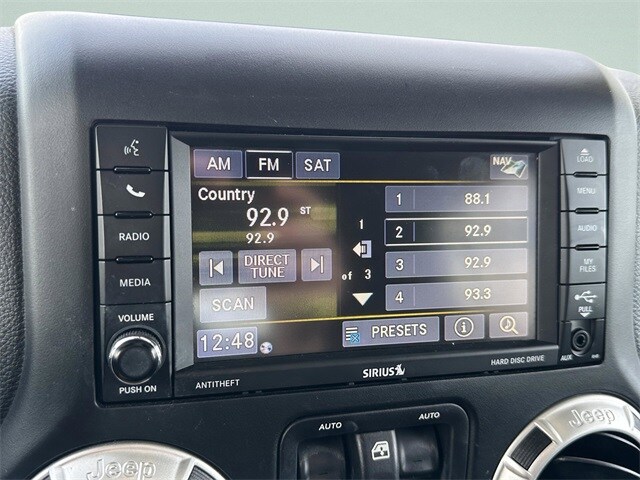 AM FM SAT NAV
Country
92.9 ST
92.9
DIRECT
TUNE
SCAN
12:48
1
of 3
1 88.1
2 92.9
3 92.9
4 93.3
PRESETS i
RADIO
MEDIA
VOLUME
PUSH ON
LOAD
MENU
AUDIO
MY
FILES
PULL
AUX
ANTITHEFT
SIRIUS
HARD DISC DRIVE
AUTO AUTO
Jeep
Jeep